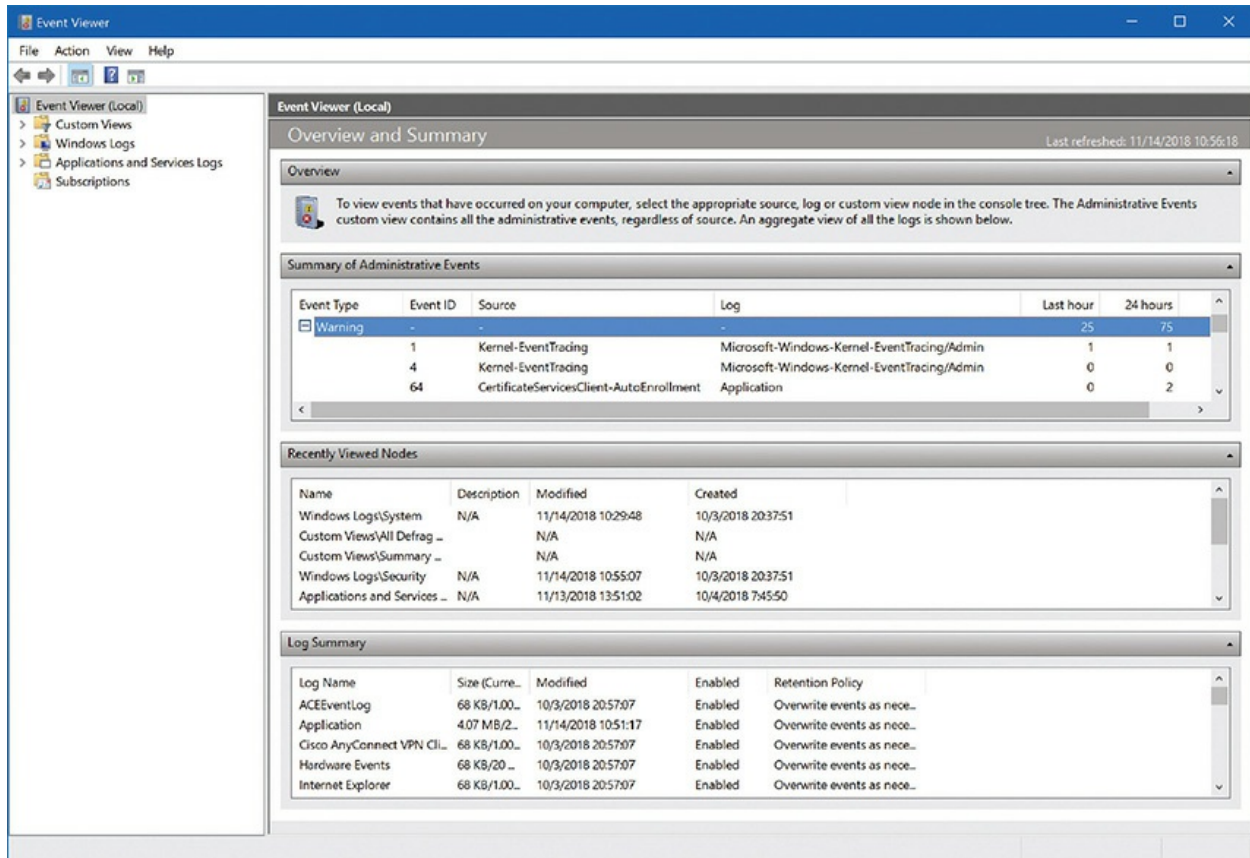 Event Viewer
File Action View Help
Event Viewer (Local)
Custom Views
Windows Logs
Applications and Services Logs
Subscriptions
Event Viewer (Local)
Overview and Summary Last refreshed: 11/14/2018 10:56:18
Overview
To view events that have occurred on your computer, select the appropriate source, log or custom view node in the console tree. The Administrative Events
custom view contains all the administrative events, regardless of source. An aggregate view of all the logs is shown below.
Summary of Administrative Events
Event Type Event ID Source Log Last hour 24 hours
Warning - - - 25 75
1 Kernel-EventTracing Microsoft-Windows-Kernel-EventTracing/Admin 1 1
4 Kernel-EventTracing Microsoft-Windows-Kernel-EventTracing/Admin 0 0
64 CertificateServicesClient-AutoEnrollment Application 0 2
Recently Viewed Nodes
Name Description Modified Created
Windows Logs\System N/A 11/14/2018 10:29:48 10/3/2018 20:37:51
Custom Views\All Defrag ... N/A N/A
Custom Views\Summary ... N/A N/A
Windows Logs\Security N/A 11/14/2018 10:55:07 10/3/2018 20:37:51
Applications and Services ... N/A 11/13/2018 13:51:02 10/4/2018 7:45:50
Log Summary
Log Name Size (Curre... Modified Enabled Retention Policy
ACEEventLog 68 KB/1.00... 10/3/2018 20:57:07 Enabled Overwrite events as nece...
Application 4.07 MB/2... 11/14/2018 10:51:17 Enabled Overwrite events as nece...
Cisco AnyConnect VPN Cli... 68 KB/1.00... 10/3/2018 20:57:07 Enabled Overwrite events as nece...
Hardware Events 68 KB/20 ... 10/3/2018 20:57:07 Enabled Overwrite events as nece...
Internet Explorer 68 KB/1.00... 10/3/2018 20:57:07 Enabled Overwrite events as nece...